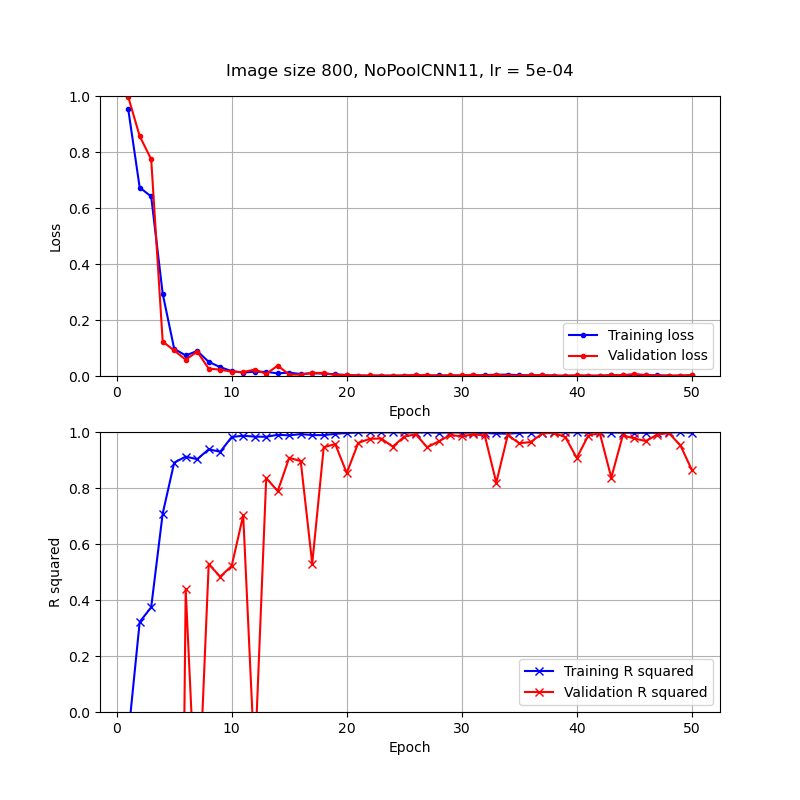 Image size 800, NoPoolCNN11, lr = 5e-04
1.0
0.8
0.6
0.4
0.2
0.0
Loss
Training loss
Validation loss
0 10 20 30 40 50
Epoch
1.0
0.8
0.6
0.4
0.2
0.0
R squared
Training R squared
Validation R squared
0 10 20 30 40 50
Epoch